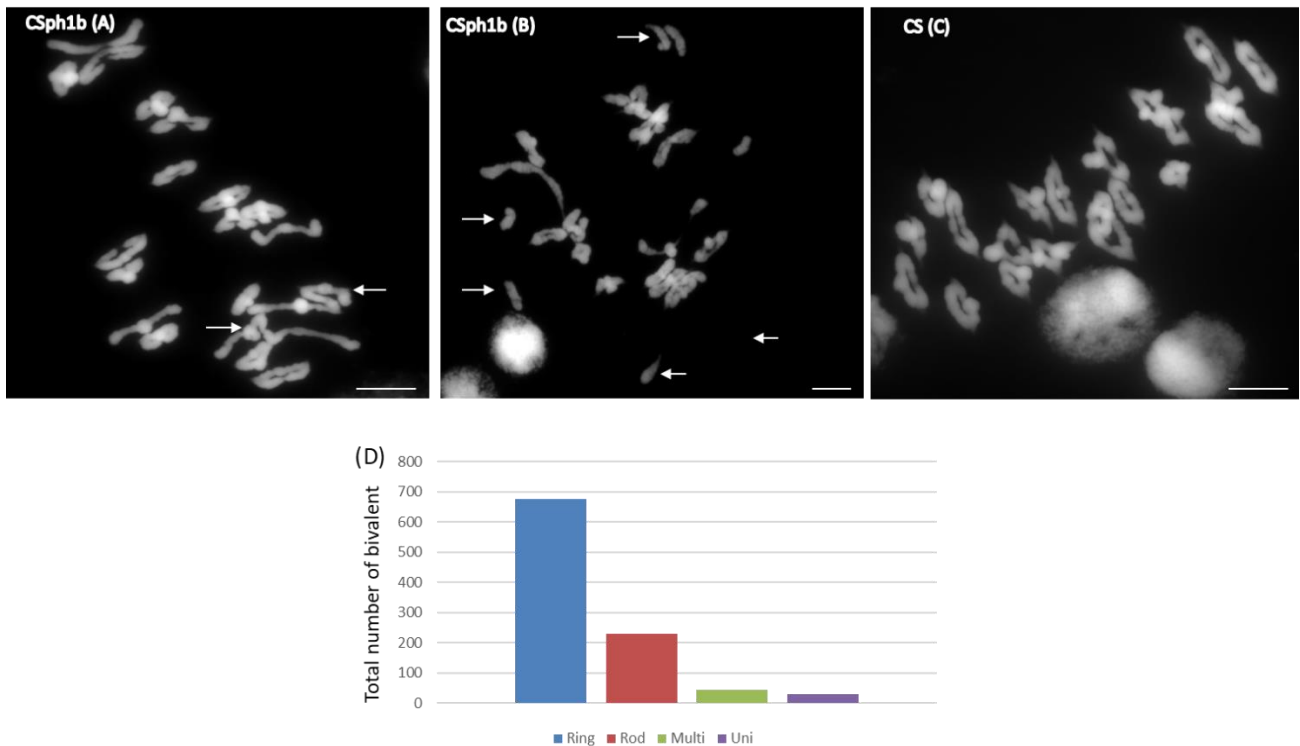 CSph1b (A)
CSph1b (B)
CS (C)
(D)
Total number of bivalent
800
700
600
500
400
300
200
100
0
Ring Rod Multi Uni